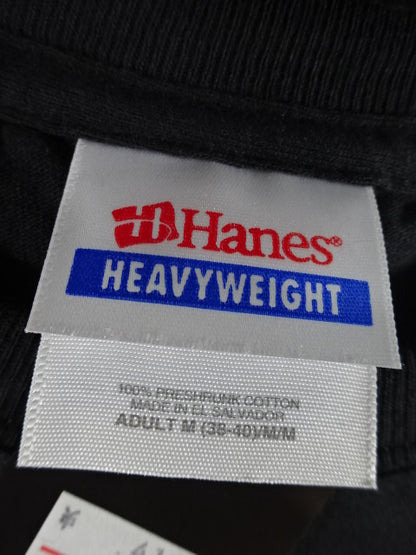 Hanes®
HEAVYWEIGHT
100% PRESHRUNK COTTON
MADE IN EL SALVADOR
ADULT M (38-40)/M/M